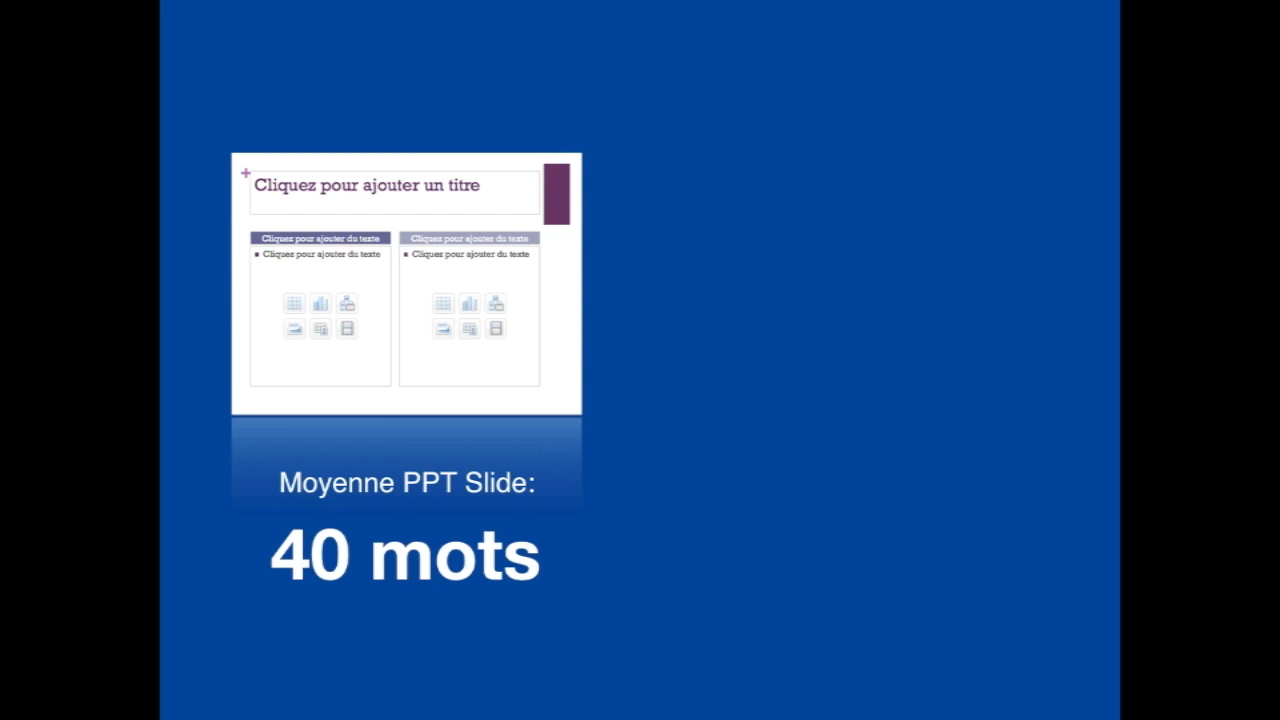 Cliquez pour ajouter un titre
Cliquez pour ajouter du texte
Cliquez pour ajouter du texte
Cliquez pour ajouter du texte
Cliquez pour ajouter du texte
Moyenne PPT Slide:
40 mots